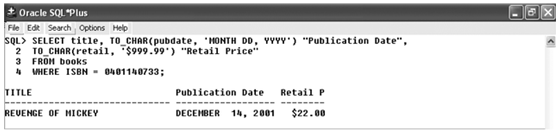 Oracle SQL*Plus
File Edit Search Options Help
SQL> SELECT title, TO_CHAR(pubdate, 'MONTH DD, YYYY') "Publication Date",
2 TO_CHAR(retail, '$999.99') "Retail Price"
3 FROM books
4 WHERE ISBN = 0401140733;
TITLE Publication Date Retail P
------------------------------ ------------------ --------
REVENGE OF MICKEY DECEMBER 14, 2001 $22.00